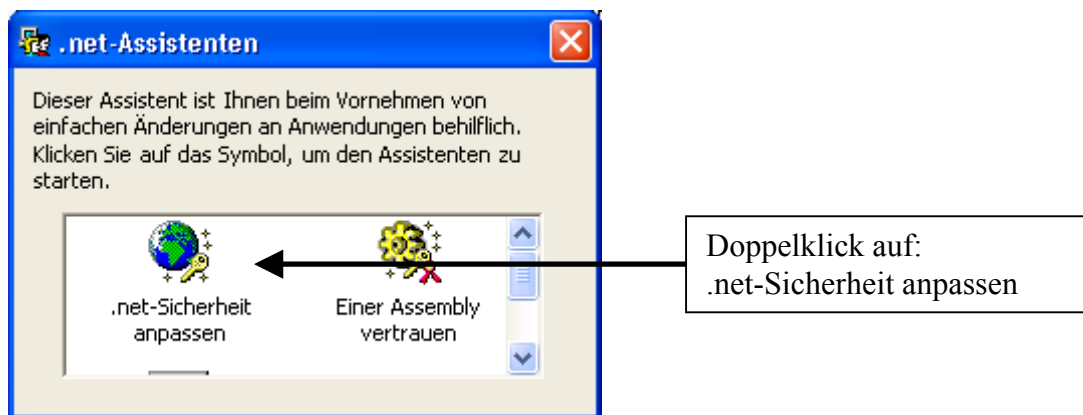 .net-Assistenten
Dieser Assistent ist Ihnen beim Vornehmen von
einfachen Änderungen an Anwendungen behilflich.
Klicken Sie auf das Symbol, um den Assistenten zu
starten.
.net-Sicherheit
anpassen
Einer Assembly
vertrauen
Doppelklick auf:
.net-Sicherheit anpassen